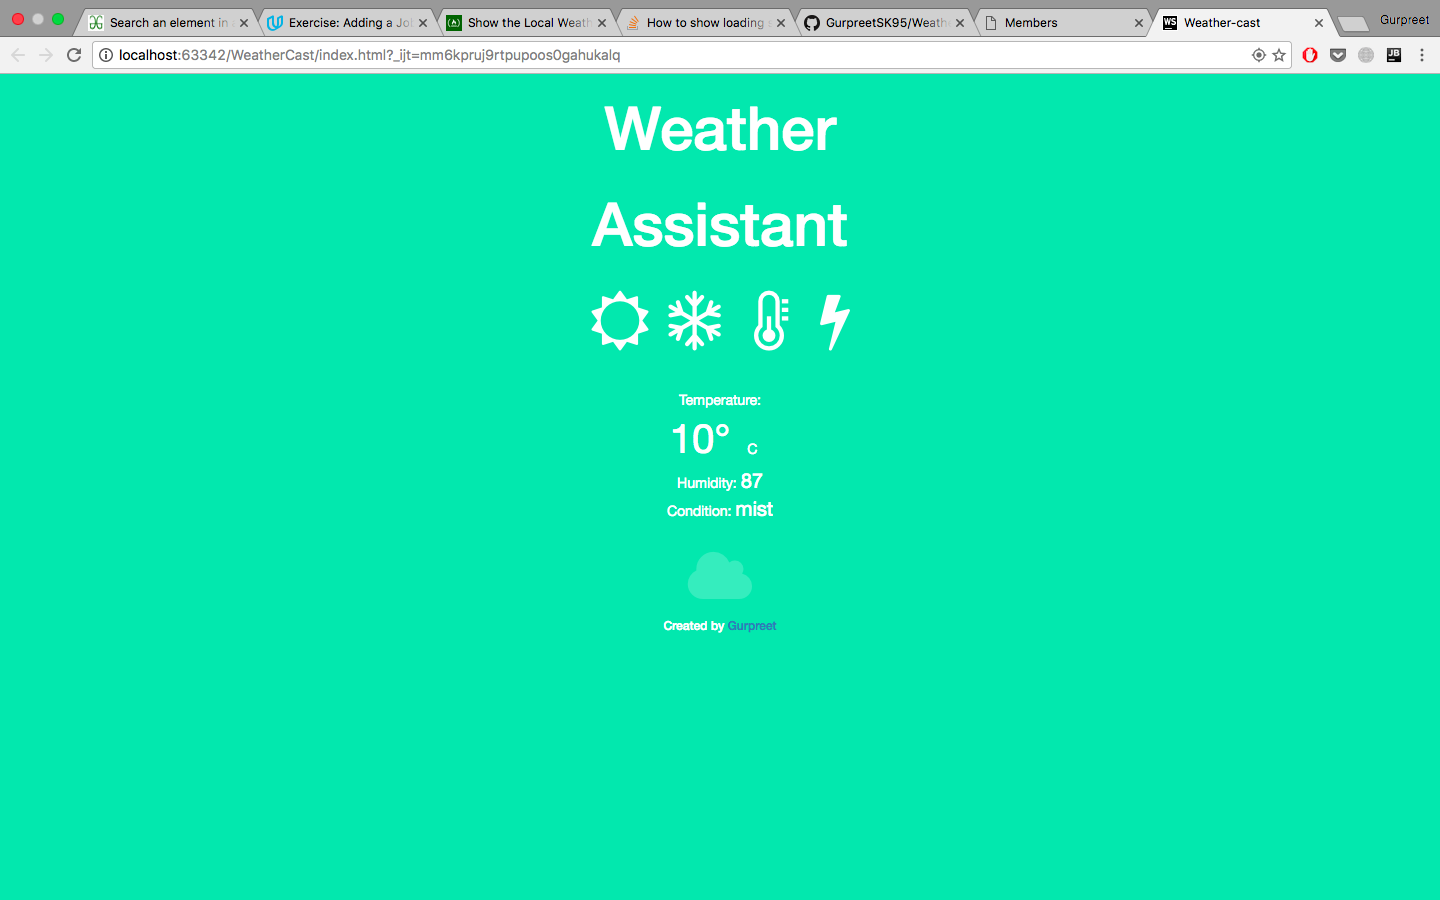 Search an element in
Exercise: Adding a Jo
Show the Local Weath
How to show loading
GurpreetSK95/Weath
Members
WS Weather-cast
Gurpreet
localhost:63342/WeatherCast/index.html?_ijt=mm6kpruj9rtpupoos0gahukalq
JB
Weather
Assistant
Temperature:
10° C
Humidity: 87
Condition: mist
Created by Gurpreet